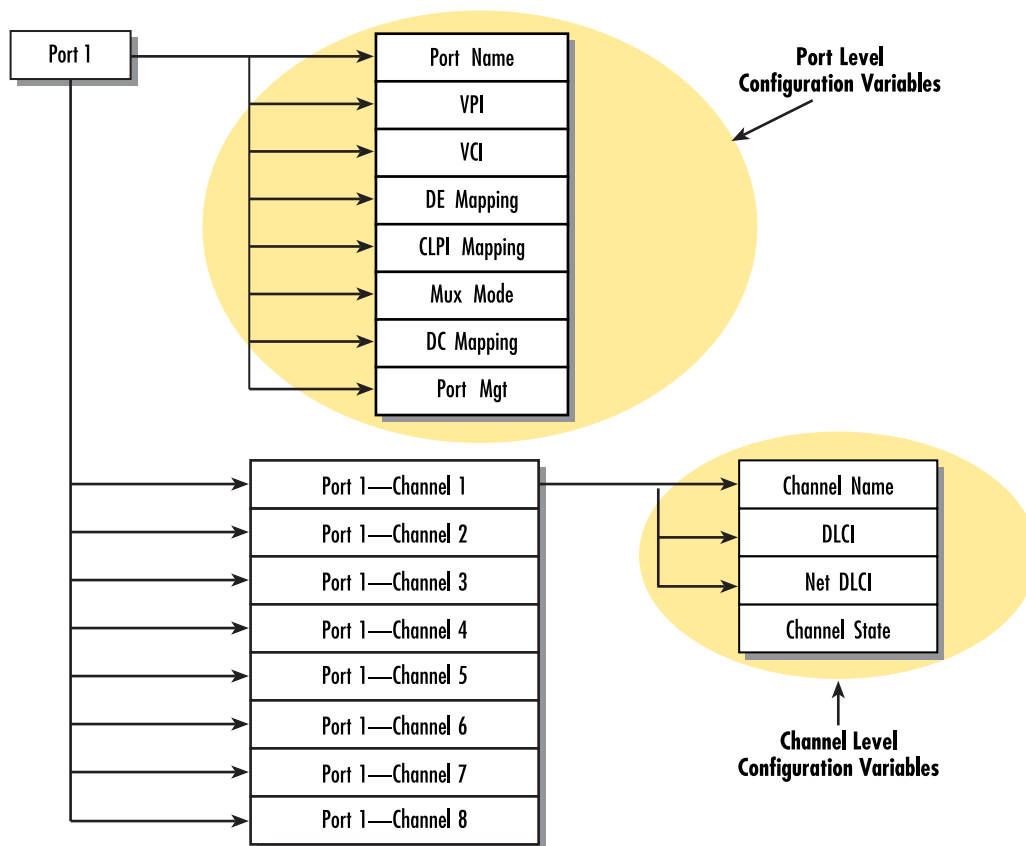 Port 1
Port Name
VPI
VCI
DE Mapping
CLPI Mapping
Mux Mode
DC Mapping
Port Mgt
Port Level
Configuration Variables
Port 1—Channel 1
Port 1—Channel 2
Port 1—Channel 3
Port 1—Channel 4
Port 1—Channel 5
Port 1—Channel 6
Port 1—Channel 7
Port 1—Channel 8
Channel Name
DLCI
Net DLCI
Channel State
Channel Level
Configuration Variables